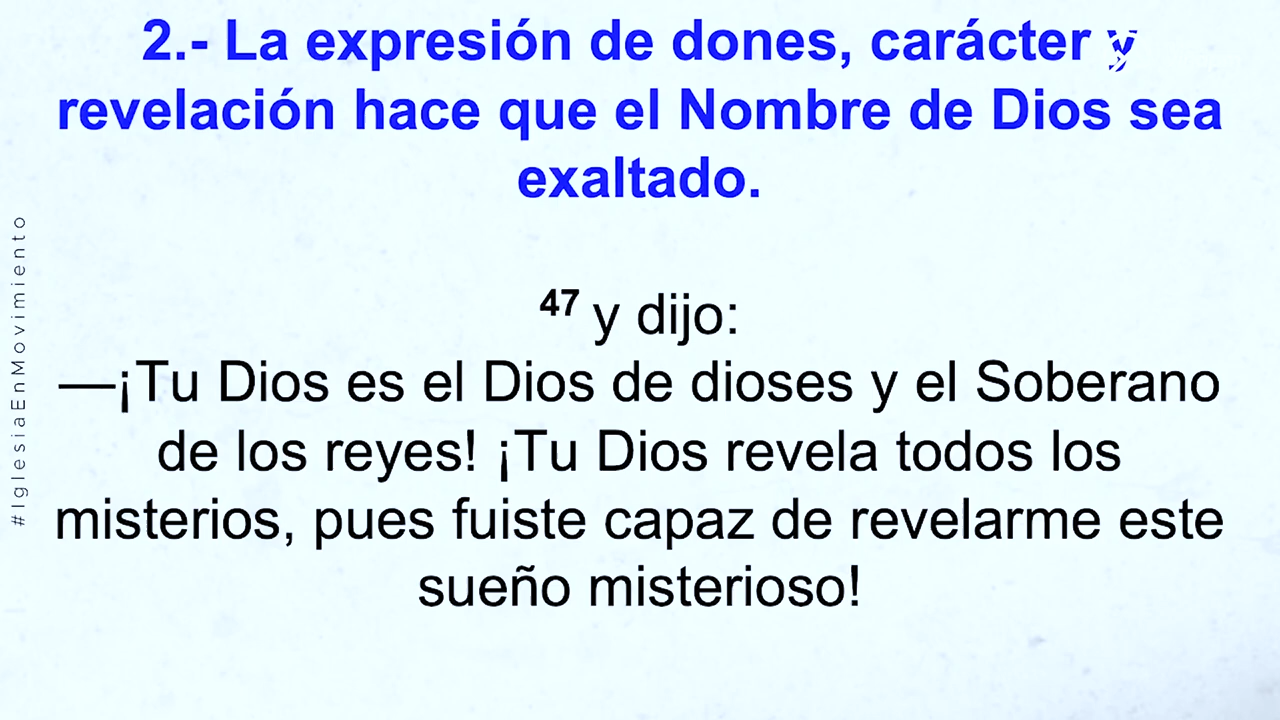 2.- La expresión de dones, carácter y
revelación hace que el Nombre de Dios sea
exaltado.
47 y dijo:
—¡Tu Dios es el Dios de dioses y el Soberano
de los reyes! ¡Tu Dios revela todos los
misterios, pues fuiste capaz de revelarme este
sueño misterioso!
#IglesiaEnMovimiento